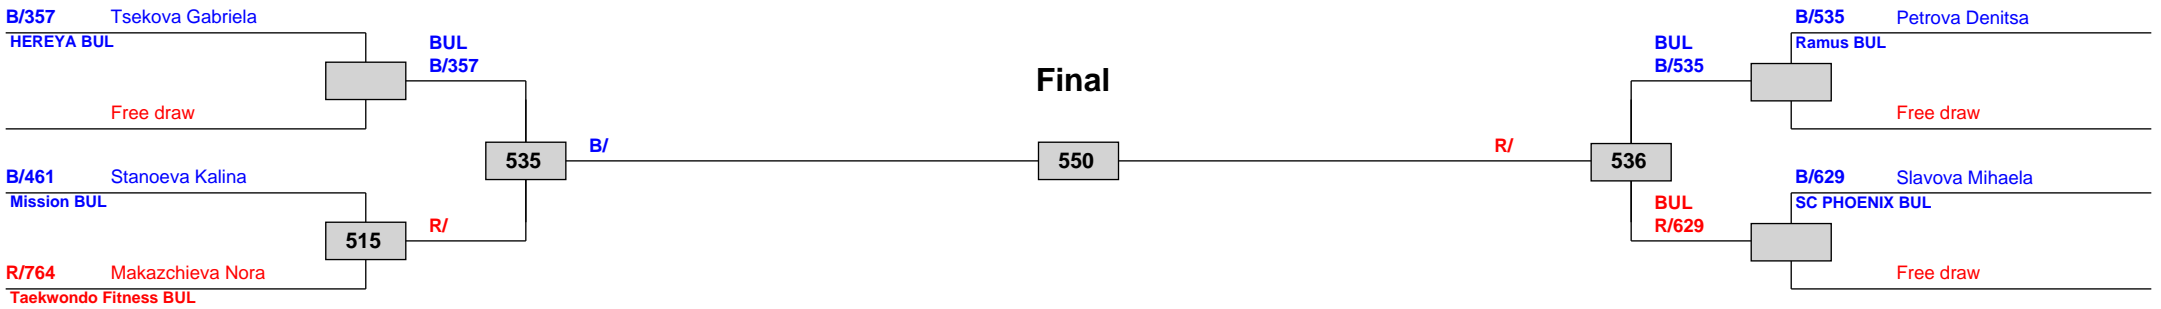 B/357 Tsekova Gabriela
HEREYA BUL
BUL
B/357
Free draw
535
B/
B/461 Stanoeva Kalina
Mission BUL
R/
515
R/764 Makazchieva Nora
Taekwondo Fitness BUL
Final
550
B/535 Petrova Denitsa
Ramus BUL
BUL
B/535
Free draw
R/
536
B/629 Slavova Mihaela
SC PHOENIX BUL
BUL
R/629
Free draw